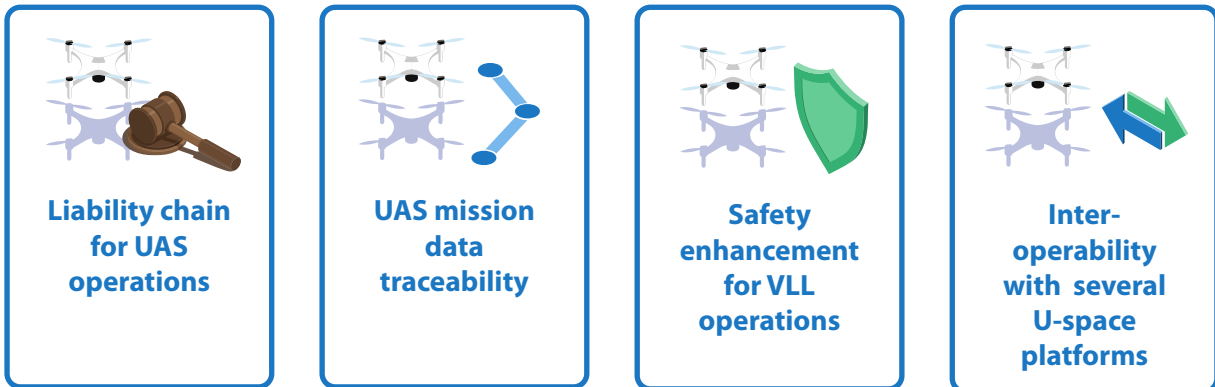 Liability chain
for UAS
operations
UAS mission
data
traceability
Safety
enhancement
for VLL
operations
Inter-
operability
with several
U-space
platforms